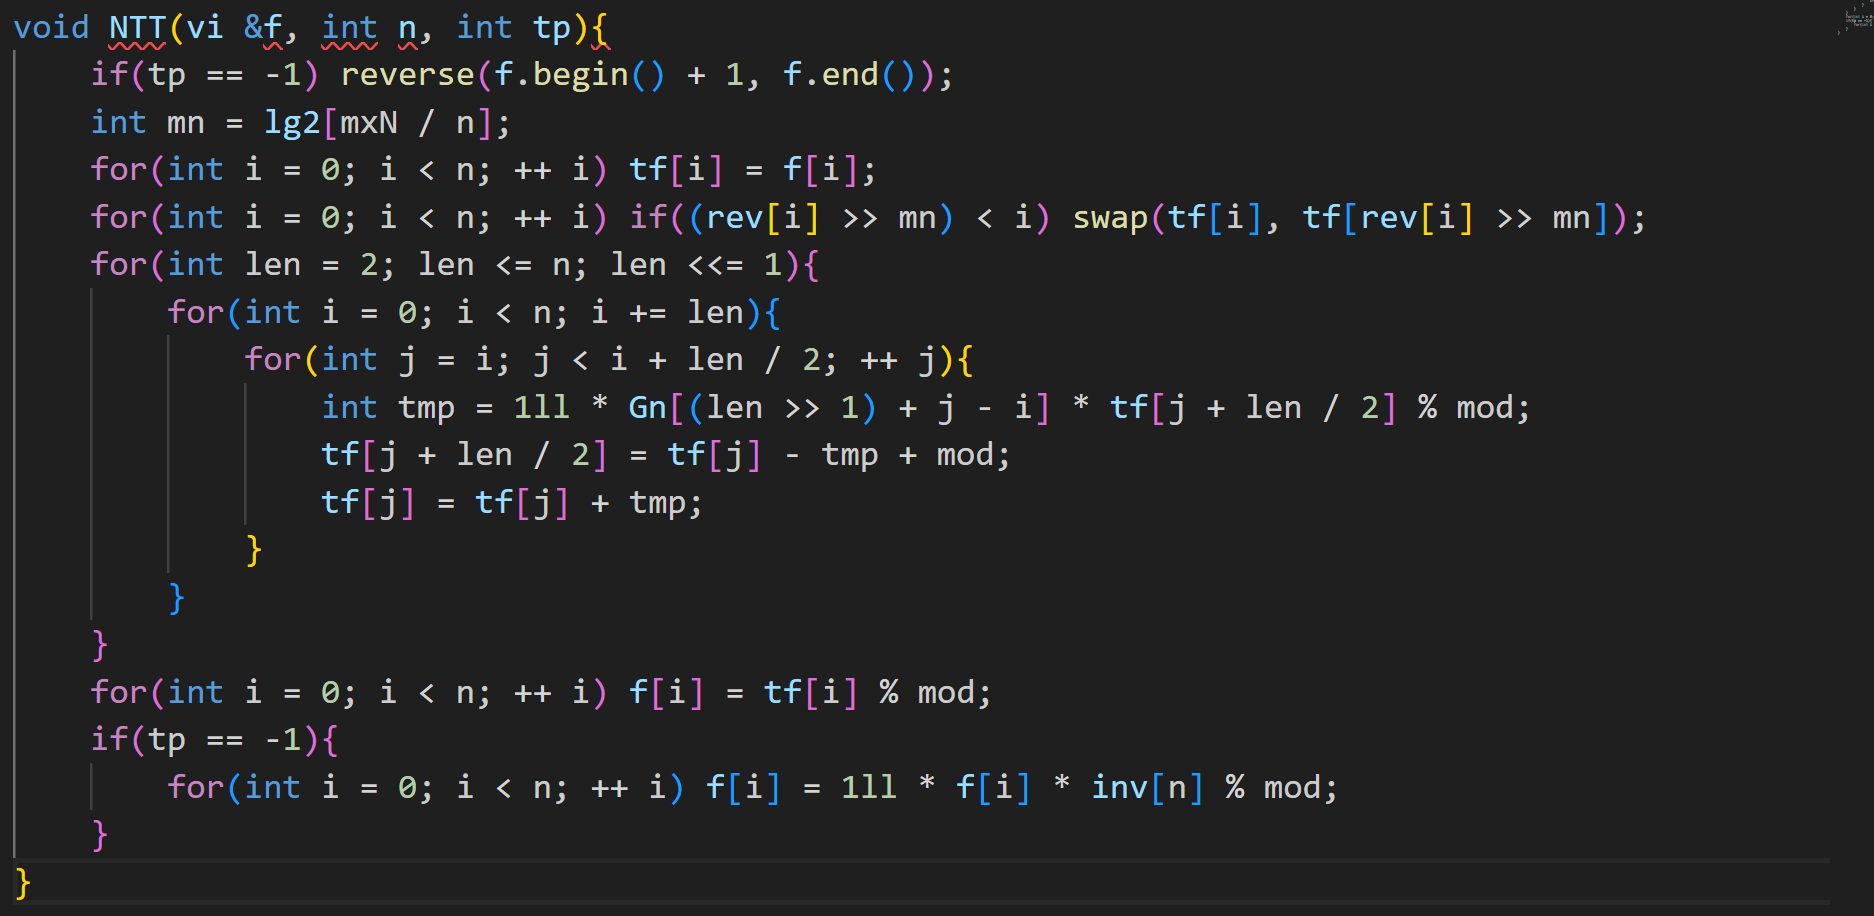 void NTT(vi &f, int n, int tp){
    if(tp == -1) reverse(f.begin() + 1, f.end());
    int mn = lg2[mxN / n];
    for(int i = 0; i < n; ++ i) tf[i] = f[i];
    for(int i = 0; i < n; ++ i) if((rev[i] >> mn) < i) swap(tf[i], tf[rev[i] >> mn]);
    for(int len = 2; len <= n; len <<= 1){
        for(int i = 0; i < n; i += len){
            for(int j = i; j < i + len / 2; ++ j){
                int tmp = 1ll * Gn[(len >> 1) + j - i] * tf[j + len / 2] % mod;
                tf[j + len / 2] = tf[j] - tmp + mod;
                tf[j] = tf[j] + tmp;
            }
        }
    }
    for(int i = 0; i < n; ++ i) f[i] = tf[i] % mod;
    if(tp == -1){
        for(int i = 0; i < n; ++ i) f[i] = 1ll * f[i] * inv[n] % mod;
    }
}